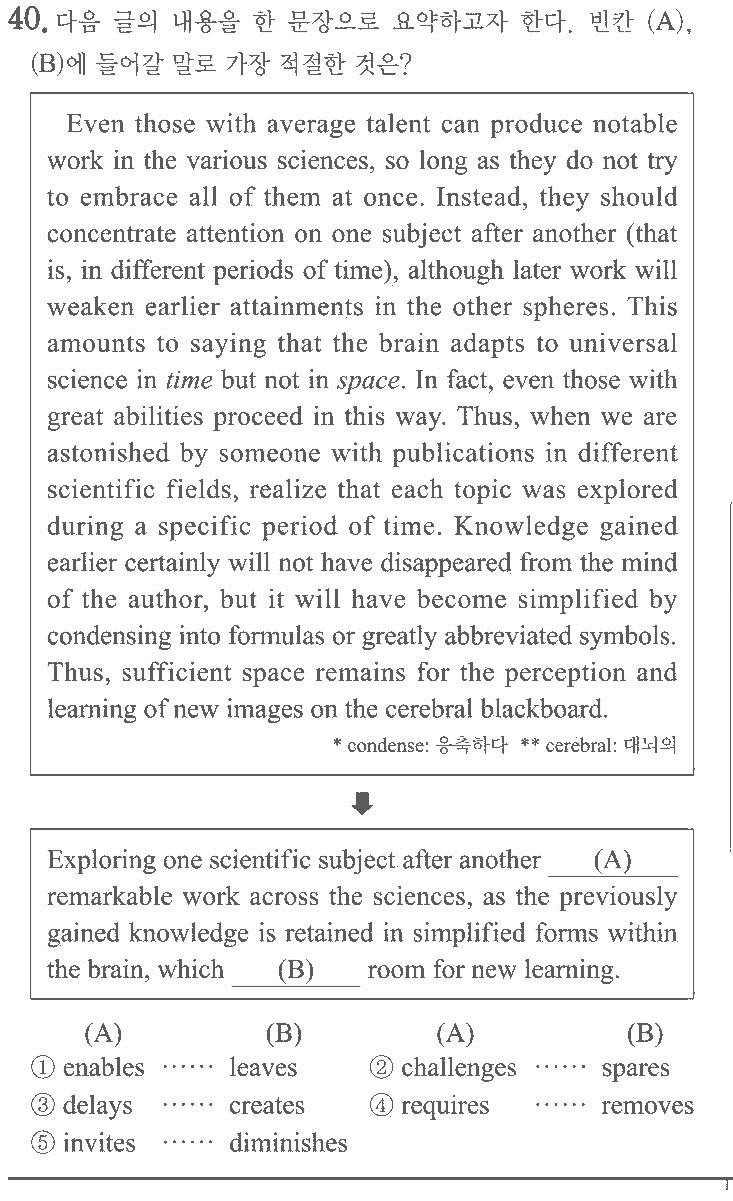 40. 다음 글의 내용을 한 문장으로 요약하고자 한다. 빈칸 (A),
(B)에 들어갈 말로 가장 적절한 것은?
Even those with average talent can produce notable
work in the various sciences, so long as they do not try
to embrace all of them at once. Instead, they should
concentrate attention on one subject after another (that
is, in different periods of time), although later work will
weaken earlier attainments in the other spheres. This
amounts to saying that the brain adapts to universal
science in time but not in space. In fact, even those with
great abilities proceed in this way. Thus, when we are
astonished by someone with publications in different
scientific fields, realize that each topic was explored
during a specific period of time. Knowledge gained
earlier certainly will not have disappeared from the mind
of the author, but it will have become simplified by
condensing into formulas or greatly abbreviated symbols.
Thus, sufficient space remains for the perception and
learning of new images on the cerebral blackboard.
* condense: 응축하다 ** cerebral: 대뇌의
Exploring one scientific subject after another (A)
remarkable work across the sciences, as the previously
gained knowledge is retained in simplified forms within
the brain, which (B) room for new learning.
(A) (B) (A) (B)
① enables …… leaves ② challenges …… spares
③ delays …… creates ④ requires …… removes
⑤ invites …… diminishes